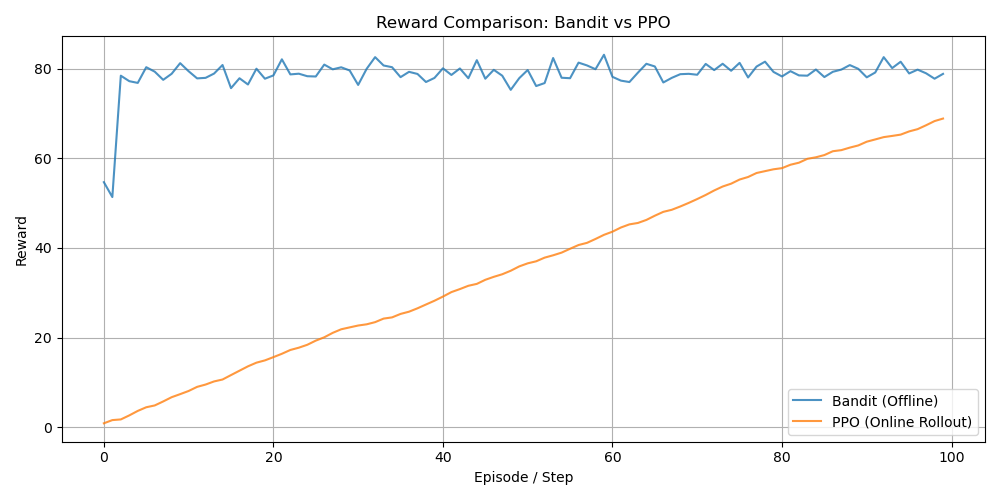 Reward Comparison: Bandit vs PPO
Reward
80
60
40
20
0
0 20 40 60 80 100
Episode / Step
Bandit (Offline)
PPO (Online Rollout)